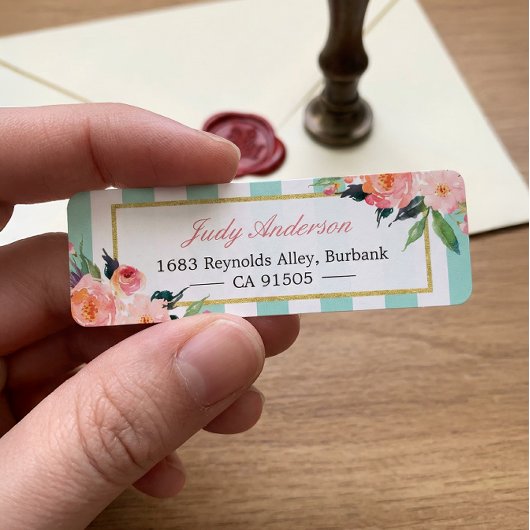 Judy Anderson
1683 Reynolds Alley, Burbank
CA 91505